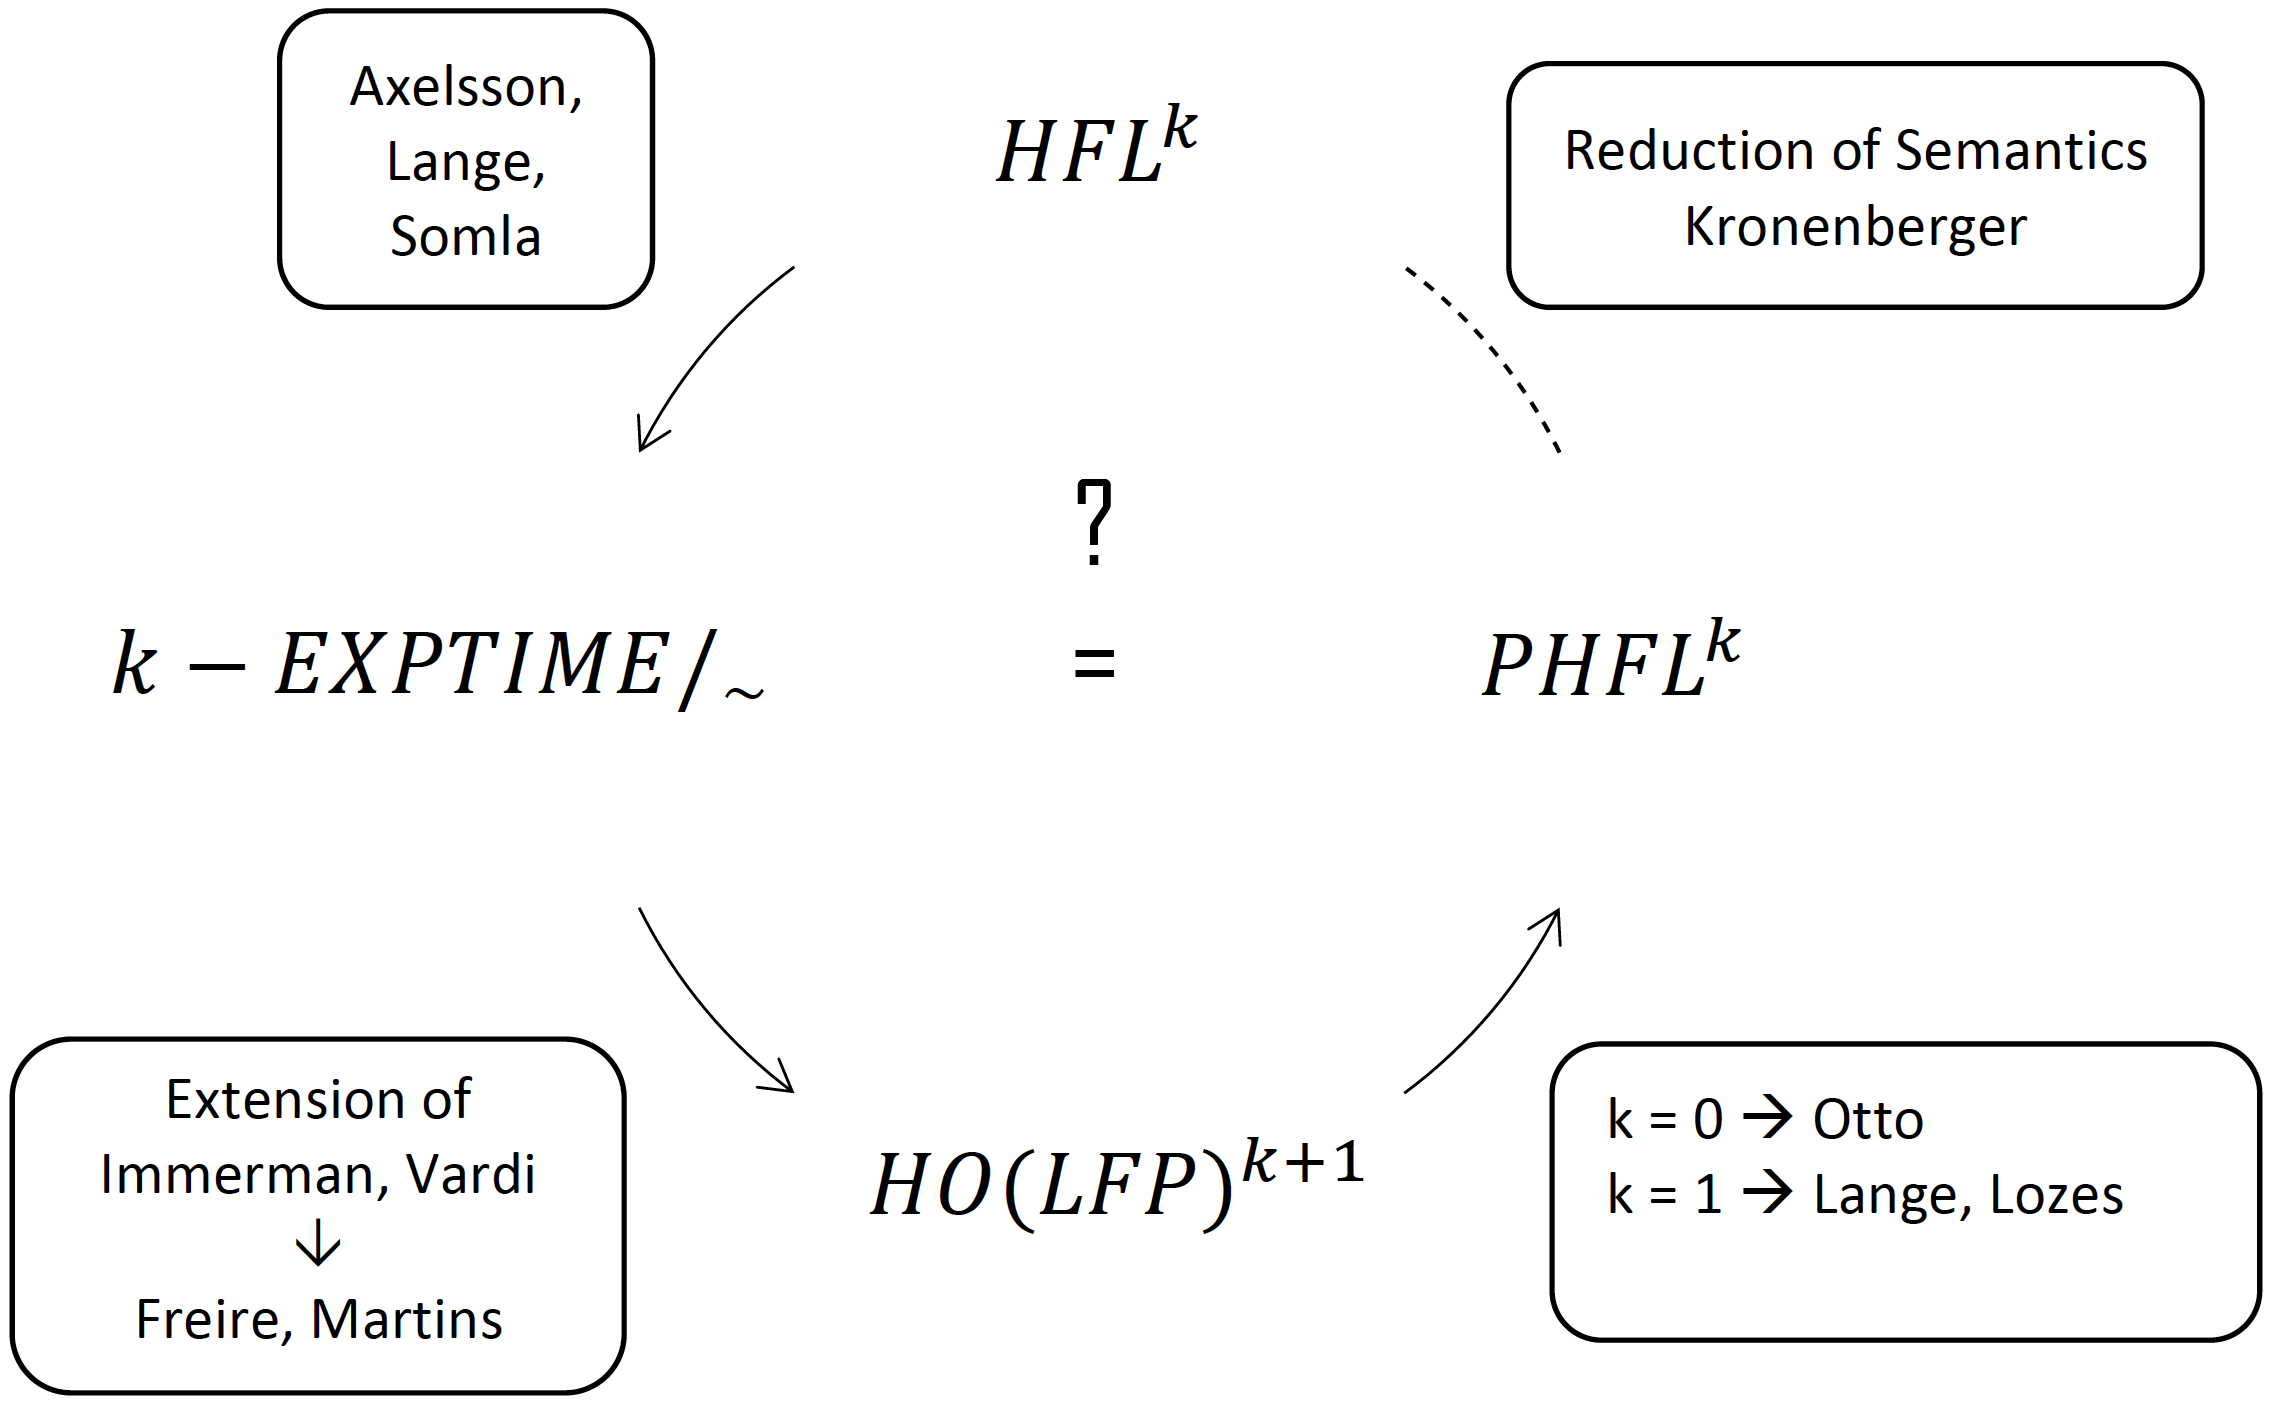 Axelsson,
Lange,
Somla
HFL^k
Reduction of Semantics
Kronenberger
?
k − EXPTIME/~
=
PHFL^k
Extension of
Immerman, Vardi
↓
Freire, Martins
HO(LFP)^{k+1}
k = 0 → Otto
k = 1 → Lange, Lozes